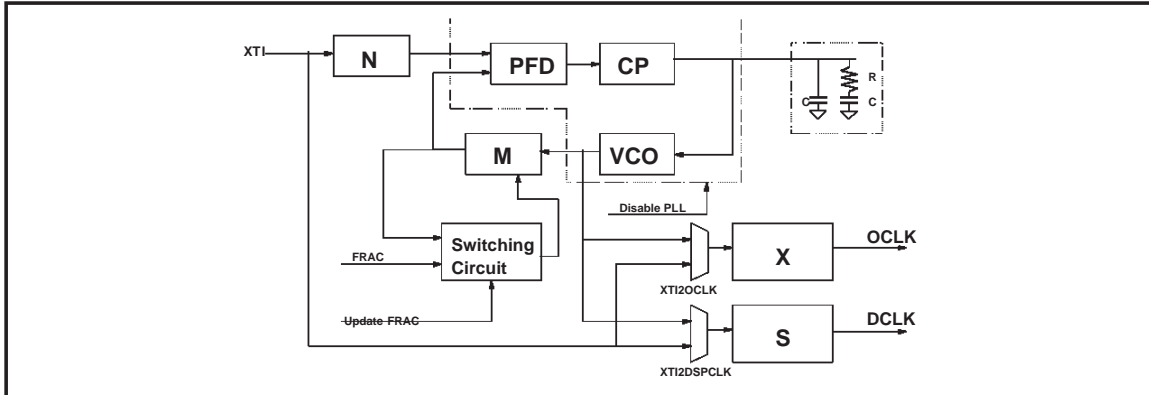 XTI
N
PFD
CP
R
C
C
M
VCO
Disable PLL
Switching
Circuit
FRAC
Update FRAC
XTI2OCLK
X
OCLK
XTI2DSPCLK
S
DCLK